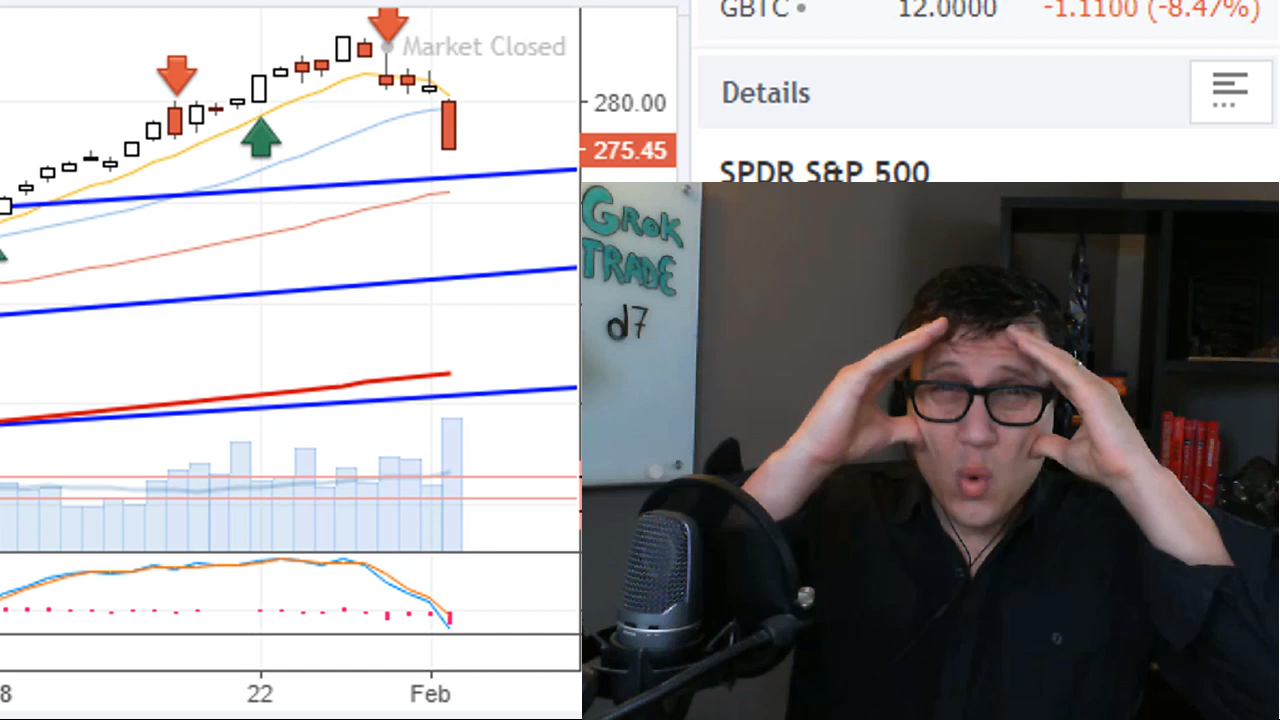 GBTC • 12.0000 -1.1100 (-8.47%)
Market Closed
280.00
275.45
Details
SPDR S&P 500
GROK
TRADE
d7
8 22 Feb